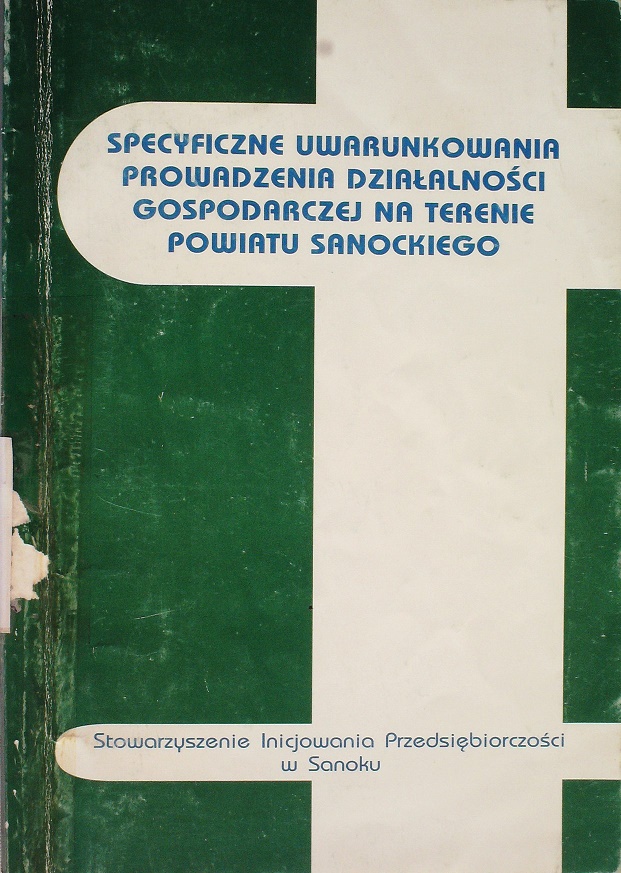 SPECYFICZNE UWARUNKOWANIA
PROWADZENIA DZIAŁALNOŚCI
GOSPODARCZEJ NA TERENIE
POWIATU SANOCKIEGO
Stowarzyszenie Inicjowania Przedsiębiorczości
w Sanoku